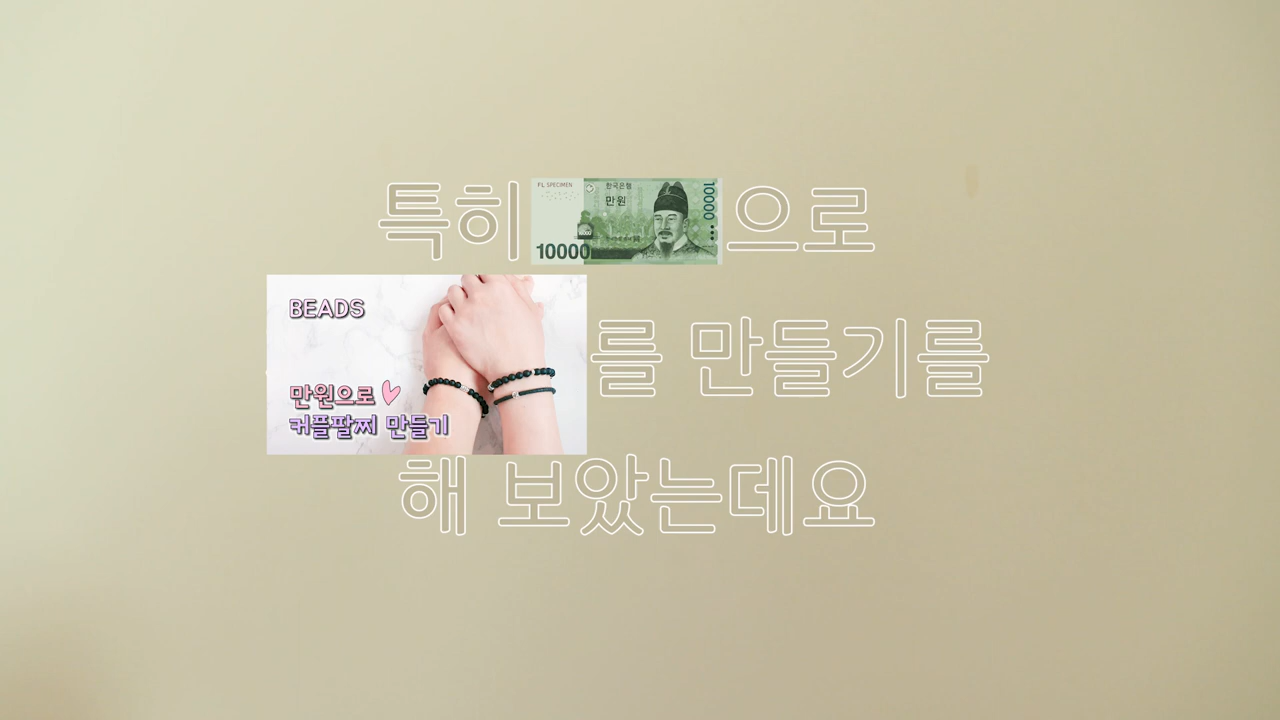 특히 으로
FL SPECIMEN
한국은행
만원
10000
10000
BEADS
만원으로
커플팔찌 만들기
를 만들기를
해 보았는데요